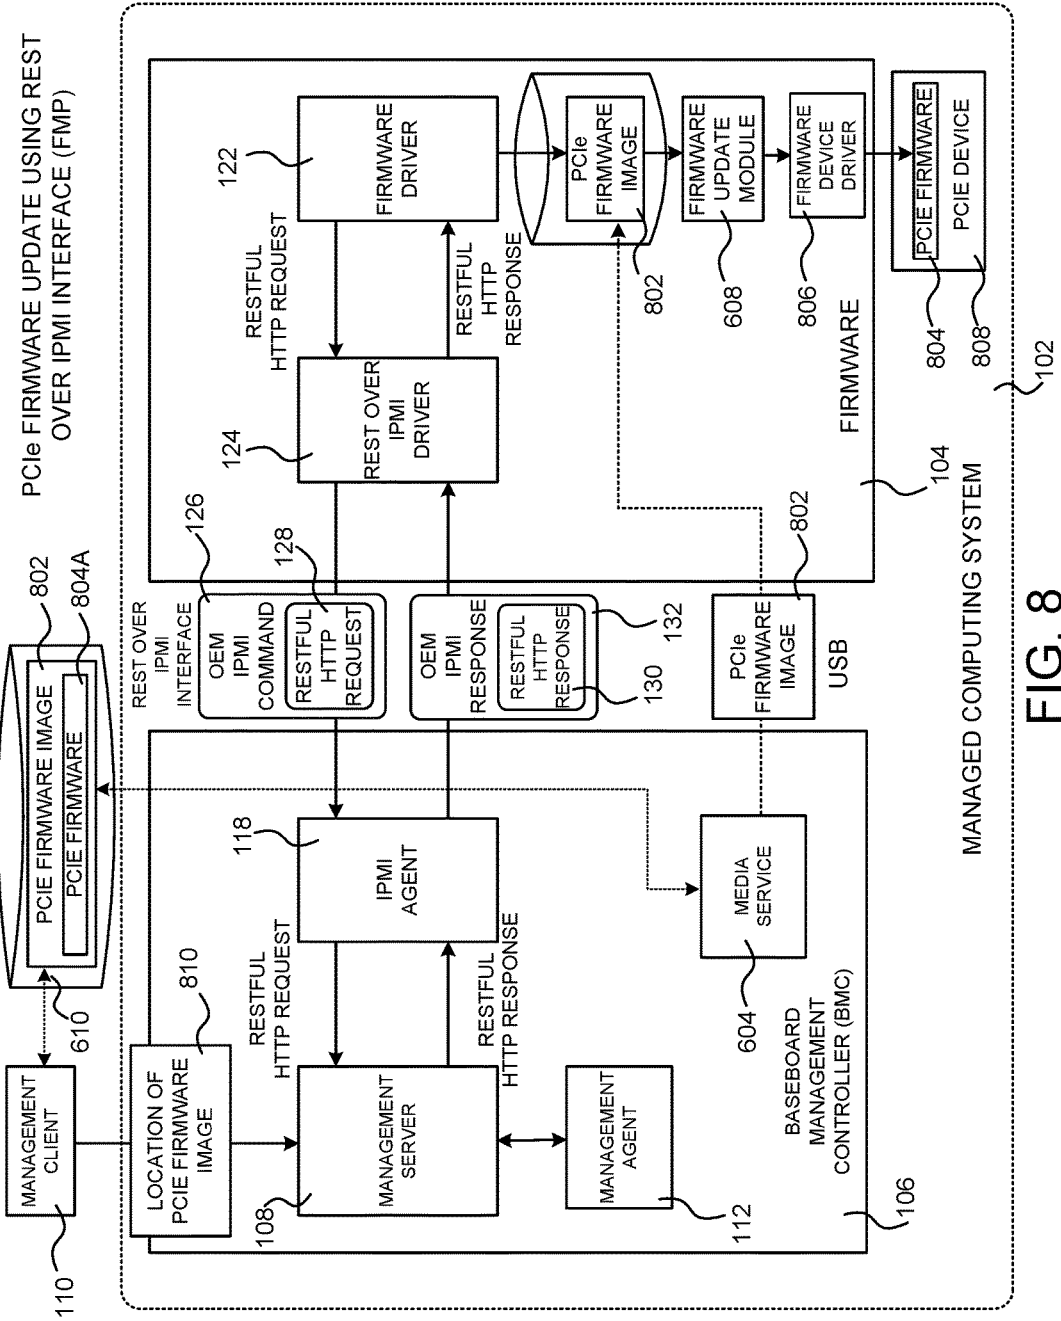 PCIe FIRMWARE UPDATE USING REST
OVER IPMI INTERFACE (FMP)
110
MANAGEMENT
CLIENT
610
PCIE FIRMWARE IMAGE
PCIE FIRMWARE
802
804A
LOCATION OF
PCIE FIRMWARE
IMAGE
810
108
MANAGEMENT
SERVER
RESTFUL
HTTP REQUEST
RESTFUL
HTTP RESPONSE
118
IPMI
AGENT
MANAGEMENT
AGENT
112
604
MEDIA
SERVICE
BASEBOARD
MANAGEMENT
CONTROLLER (BMC)
106
REST OVER
IPMI
INTERFACE
126
OEM
IPMI
COMMAND
128
RESTFUL
HTTP
REQUEST
OEM
IPMI
RESPONSE
132
RESTFUL
HTTP
RESPONSE
130
PCIe
FIRMWARE
IMAGE
802
USB
124
REST OVER
IPMI
DRIVER
RESTFUL
HTTP REQUEST
RESTFUL
HTTP
RESPONSE
122
FIRMWARE
DRIVER
PCIe
FIRMWARE
IMAGE
802
FIRMWARE
UPDATE
MODULE
608
FIRMWARE
DEVICE
DRIVER
806
FIRMWARE
104
PCIE FIRMWARE
804
PCIE DEVICE
808
102
MANAGED COMPUTING SYSTEM
FIG. 8